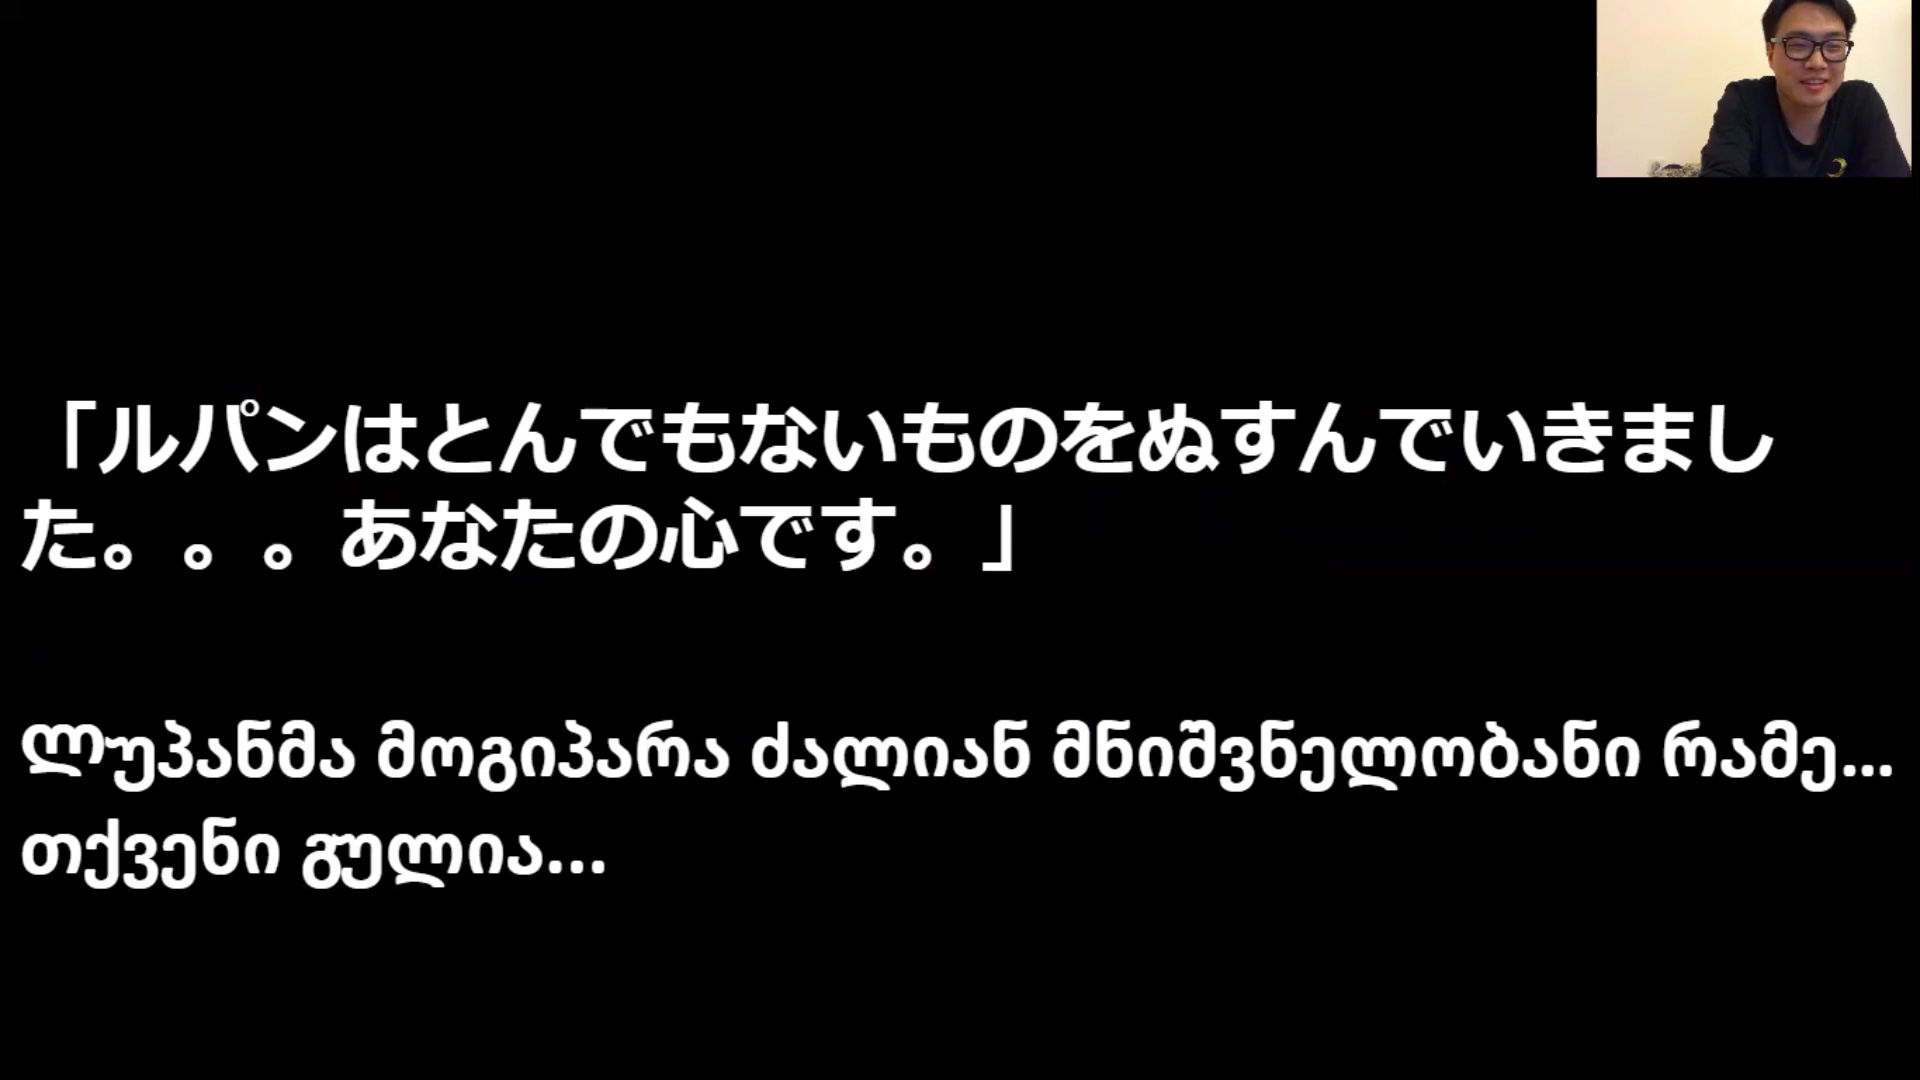 「ルパンはとんでもないものをぬすんでいきまし
た。。。あなたの心です。」
ლუპანმა მოგიპარა ძალიან მნიშვნელობანი რამე...
თქვენი გულია...